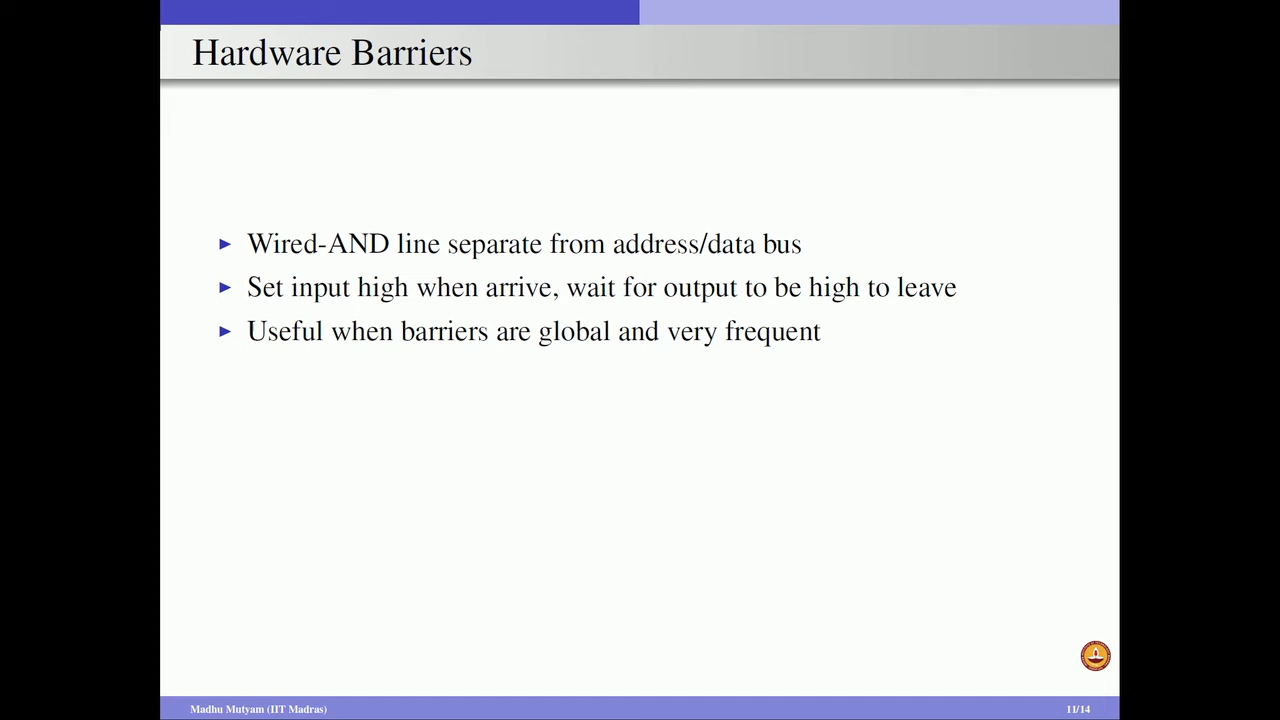 Hardware Barriers
Wired-AND line separate from address/data bus
Set input high when arrive, wait for output to be high to leave
Useful when barriers are global and very frequent
Madhu Mutyam (IIT Madras)
11/14